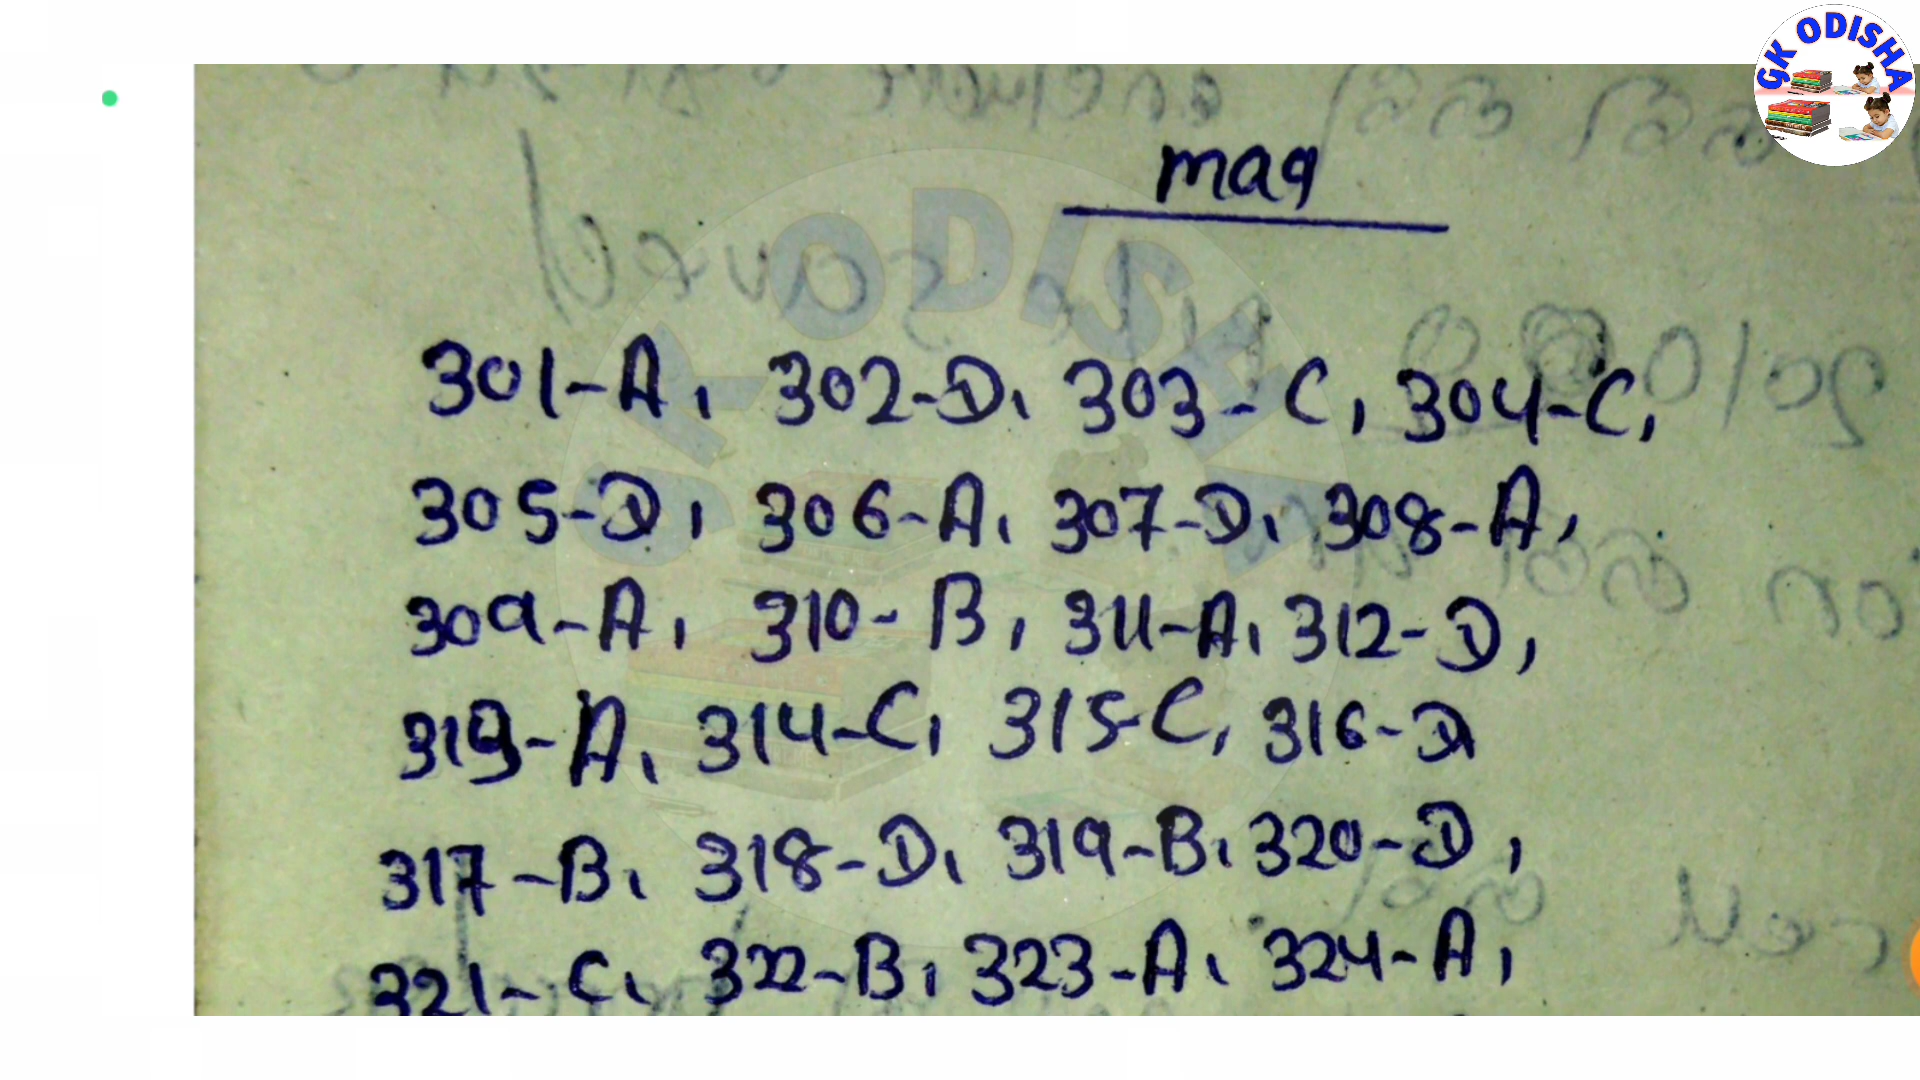 GK ODISHA
maq
301-A, 302-D, 303-C, 304-C,
305-D, 306-A, 307-D, 308-A,
309-A, 310-B, 311-A, 312-D,
313-A, 314-C, 315-C, 316-D
317-B, 318-D, 319-B, 320-D,
321-C, 322-B, 323-A, 324-A,